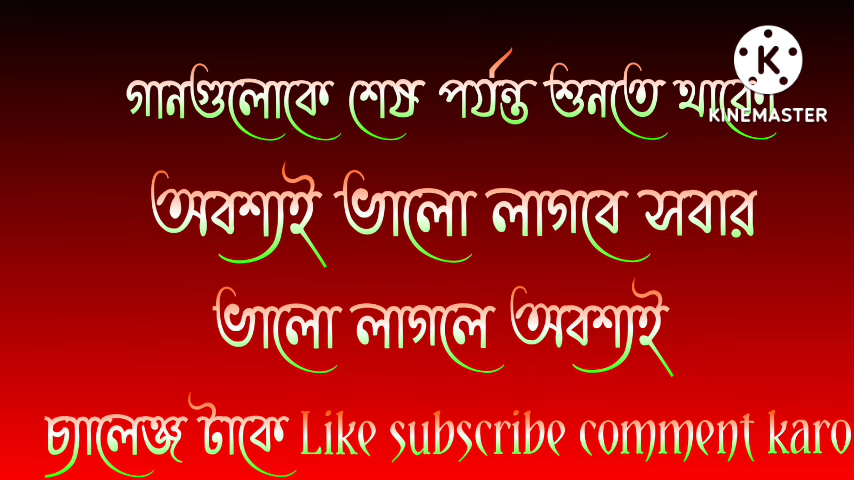 গানগুলোকে শেষ পর্যন্ত শুনতে থাকো
KINEMASTER
অবশ্যই ভালো লাগবে সবার
ভালো লাগলে অবশ্যই
চ্যালেঞ্জ টাকে Like subscribe comment karo